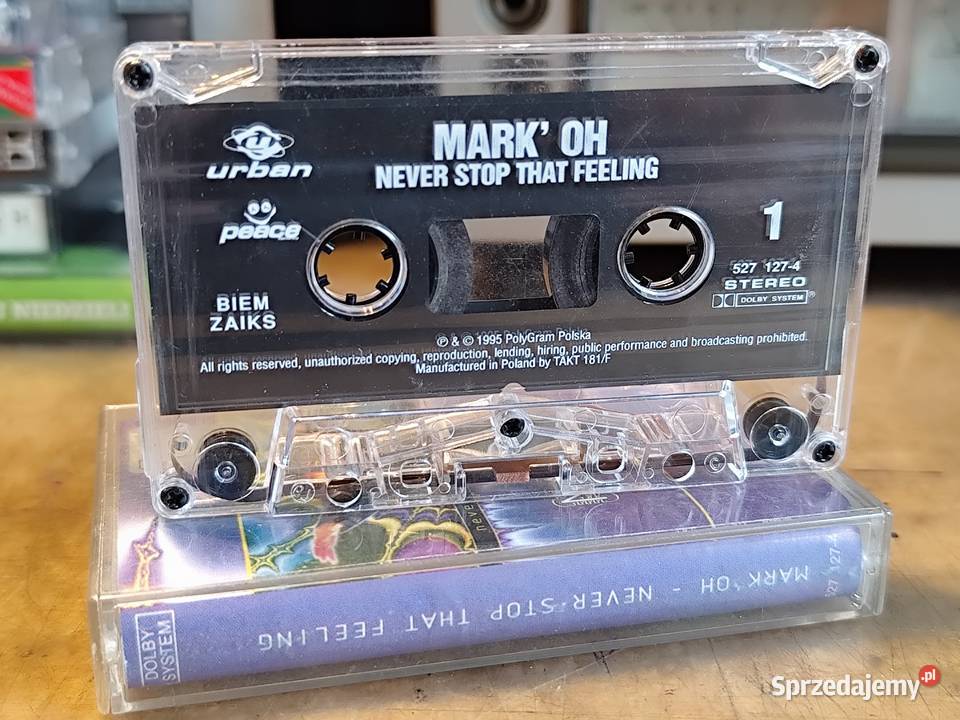 MARK' OH
NEVER STOP THAT FEELING
urban
peace
1
527 127-4
STEREO
DOLBY SYSTEM®
BIEM
ZAIKS
℗ & © 1995 PolyGram Polska
All rights reserved, unauthorized copying, reproduction, lending, hiring, public performance and broadcasting prohibited.
Manufactured in Poland by TAKT 181/F
never
DOLBY
SYSTEM
MARK' OH - NEVER STOP THAT FEELING
527 127-4
Sprzedajemy.pl